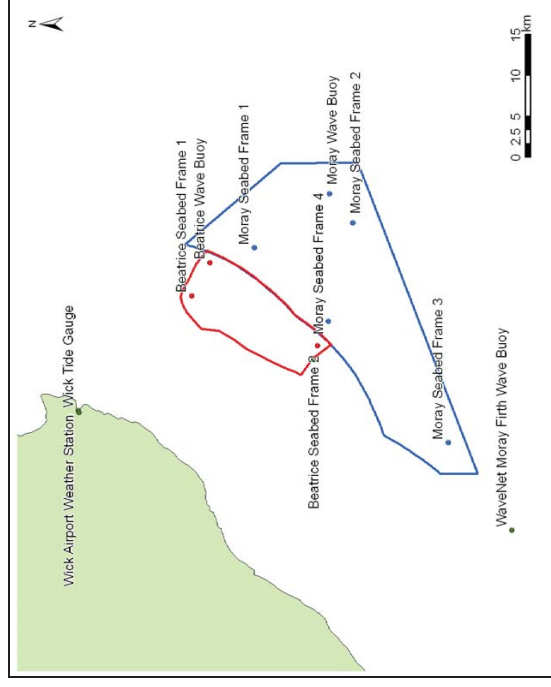 N
Wick Airport Weather Station
Wick Tide Gauge
Beatrice Seabed Frame 1
Beatrice Wave Buoy
Moray Seabed Frame 1
Moray Wave Buoy
Moray Seabed Frame 2
Moray Seabed Frame 4
Beatrice Seabed Frame 2
Moray Seabed Frame 3
WaveNet Moray Firth Wave Buoy
0 2.5 5 10 15
km